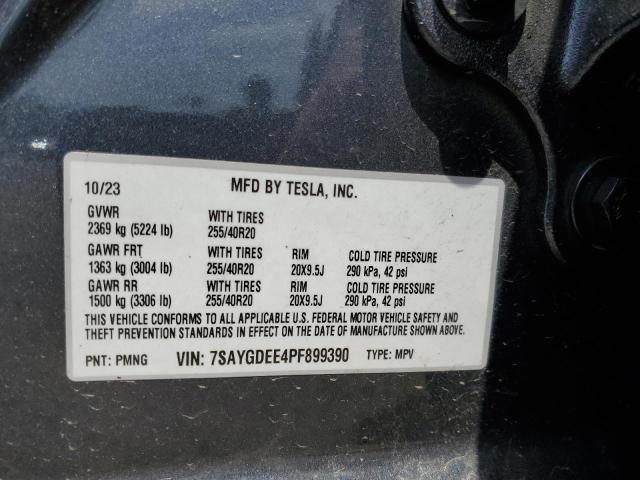 10/23 MFD BY TESLA, INC.
GVWR WITH TIRES
2369 kg (5224 lb) 255/40R20
GAWR FRT WITH TIRES RIM COLD TIRE PRESSURE
1363 kg (3004 lb) 255/40R20 20X9.5J 290 kPa, 42 psi
GAWR RR WITH TIRES RIM COLD TIRE PRESSURE
1500 kg (3306 lb) 255/40R20 20X9.5J 290 kPa, 42 psi
THIS VEHICLE CONFORMS TO ALL APPLICABLE U.S. FEDERAL MOTOR VEHICLE SAFETY AND
THEFT PREVENTION STANDARDS IN EFFECT ON THE DATE OF MANUFACTURE SHOWN ABOVE.
PNT: PMNG VIN: 7SAYGDEE4PF899390 TYPE: MPV